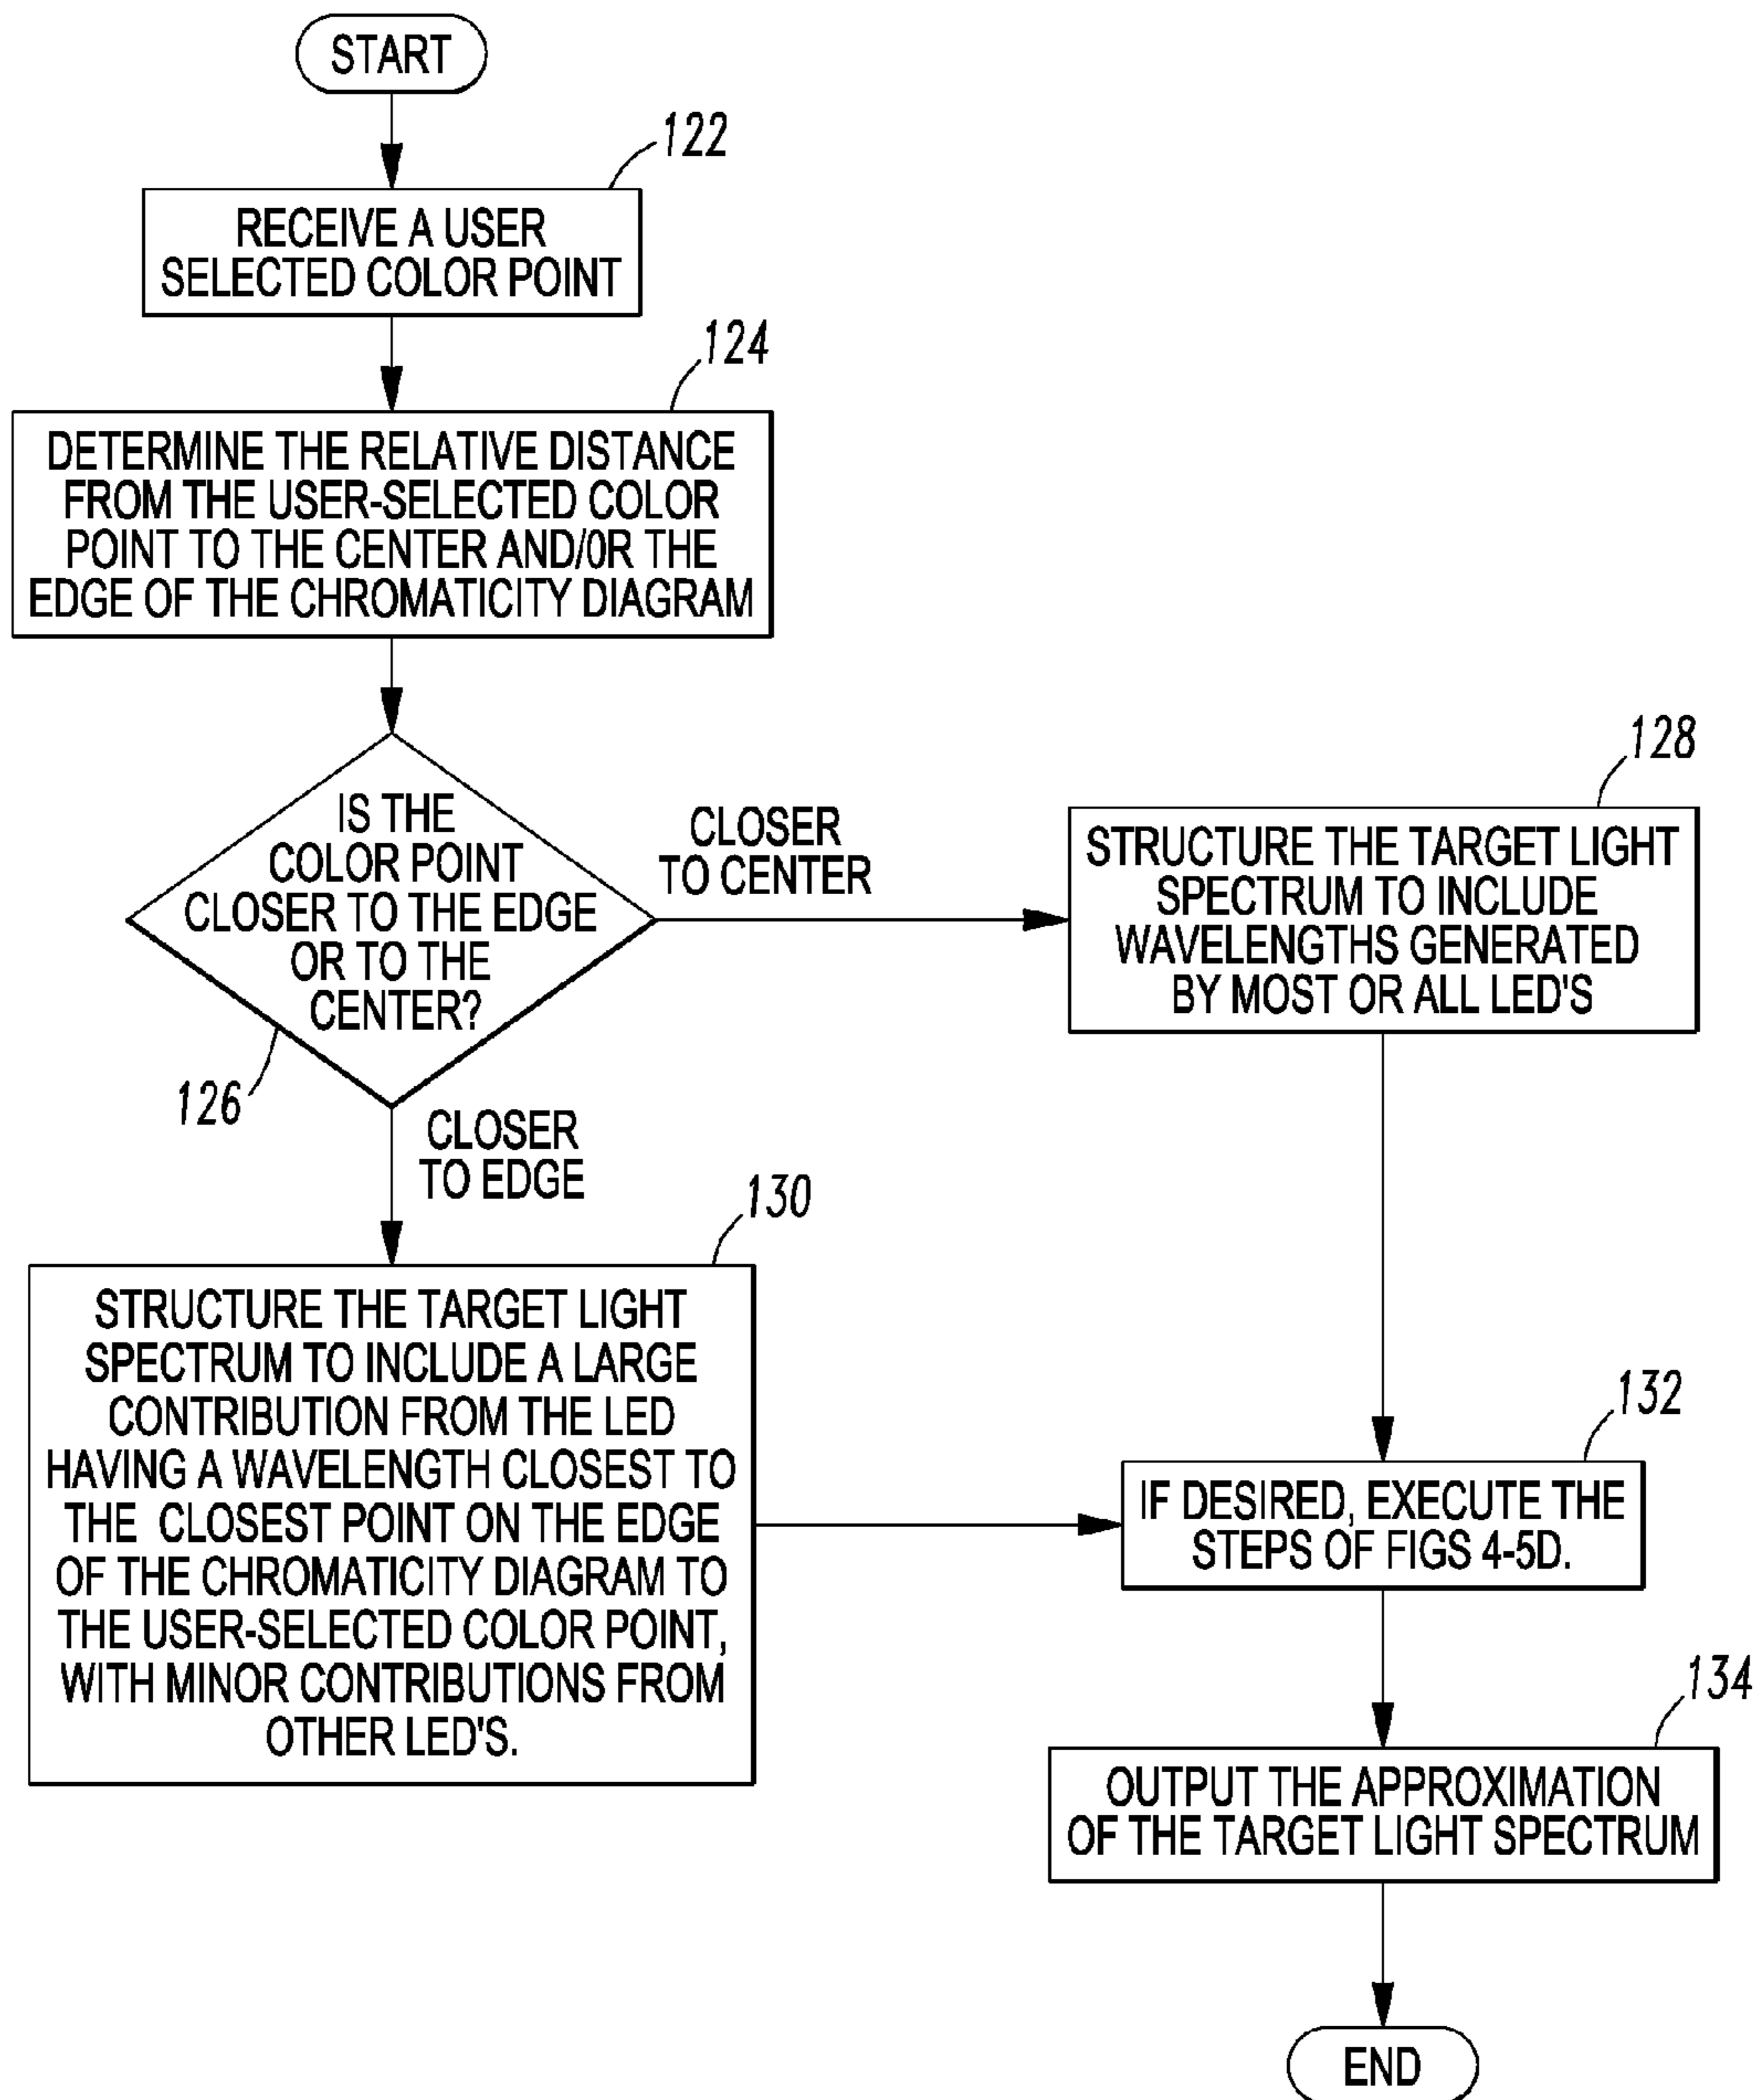 START
122
RECEIVE A USER
SELECTED COLOR POINT
124
DETERMINE THE RELATIVE DISTANCE
FROM THE USER-SELECTED COLOR
POINT TO THE CENTER AND/OR THE
EDGE OF THE CHROMATICITY DIAGRAM
IS THE
COLOR POINT
CLOSER TO THE EDGE
OR TO THE
CENTER?
126
CLOSER
TO CENTER
128
STRUCTURE THE TARGET LIGHT
SPECTRUM TO INCLUDE
WAVELENGTHS GENERATED
BY MOST OR ALL LED'S
CLOSER
TO EDGE
130
STRUCTURE THE TARGET LIGHT
SPECTRUM TO INCLUDE A LARGE
CONTRIBUTION FROM THE LED
HAVING A WAVELENGTH CLOSEST TO
THE CLOSEST POINT ON THE EDGE
OF THE CHROMATICITY DIAGRAM TO
THE USER-SELECTED COLOR POINT,
WITH MINOR CONTRIBUTIONS FROM
OTHER LED'S.
132
IF DESIRED, EXECUTE THE
STEPS OF FIGS 4-5D.
134
OUTPUT THE APPROXIMATION
OF THE TARGET LIGHT SPECTRUM
END